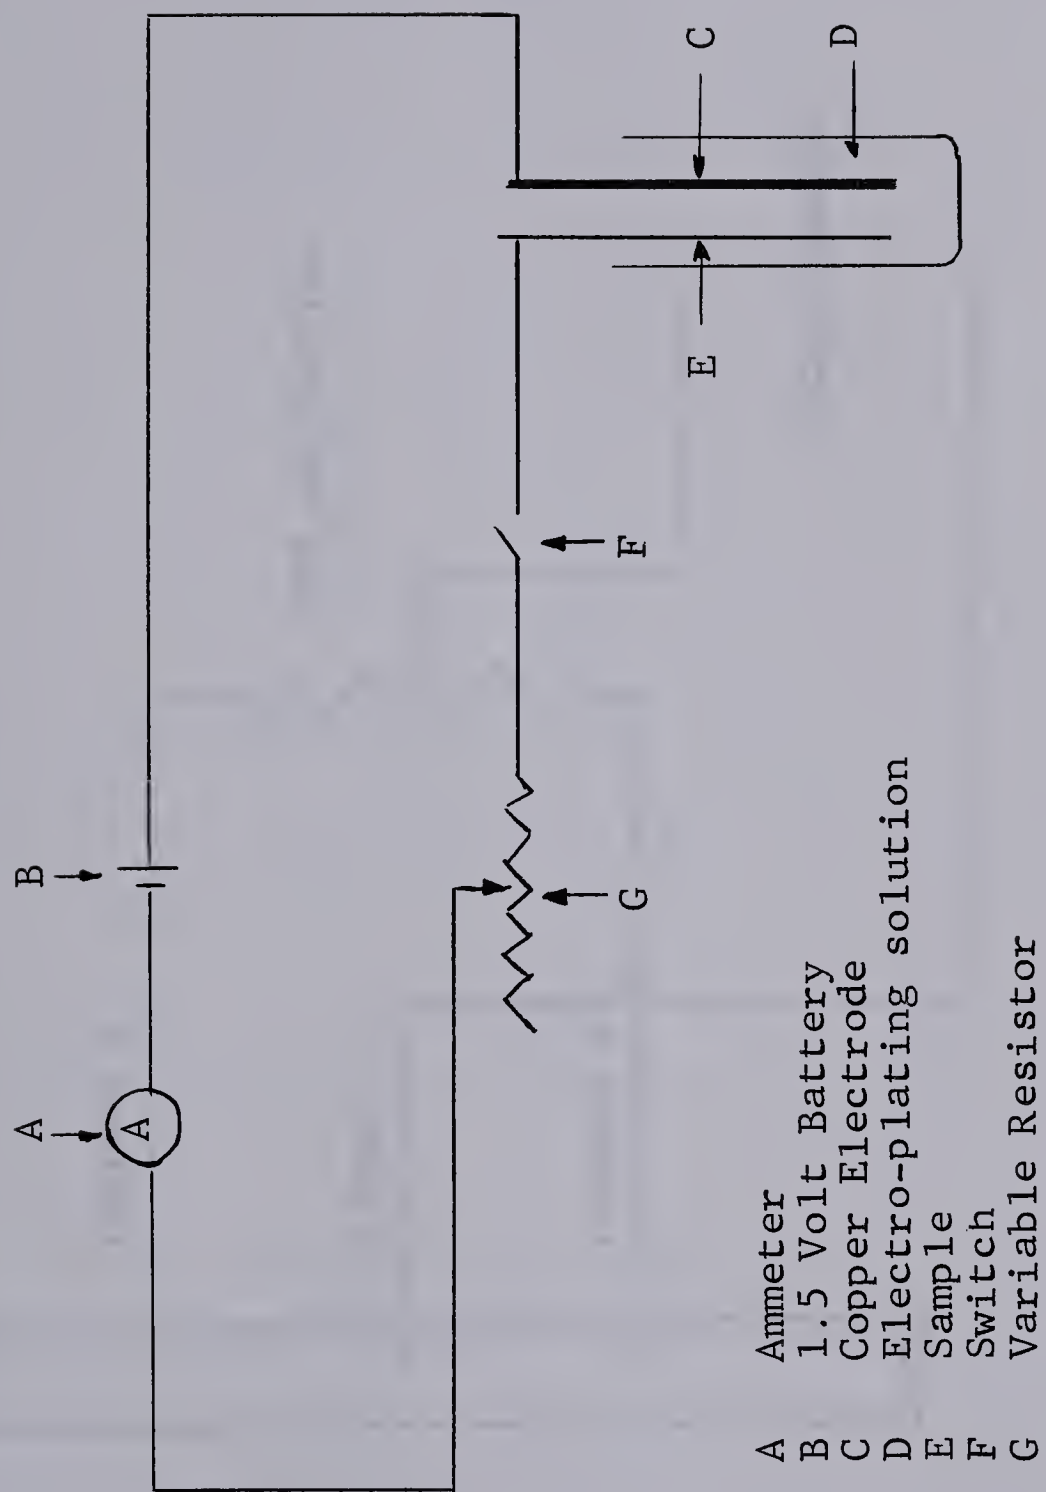 A
B
A
C
D
E
F
G
A Ammeter
B 1.5 Volt Battery
C Copper Electrode
D Electro-plating solution
E Sample
F Switch
G Variable Resistor